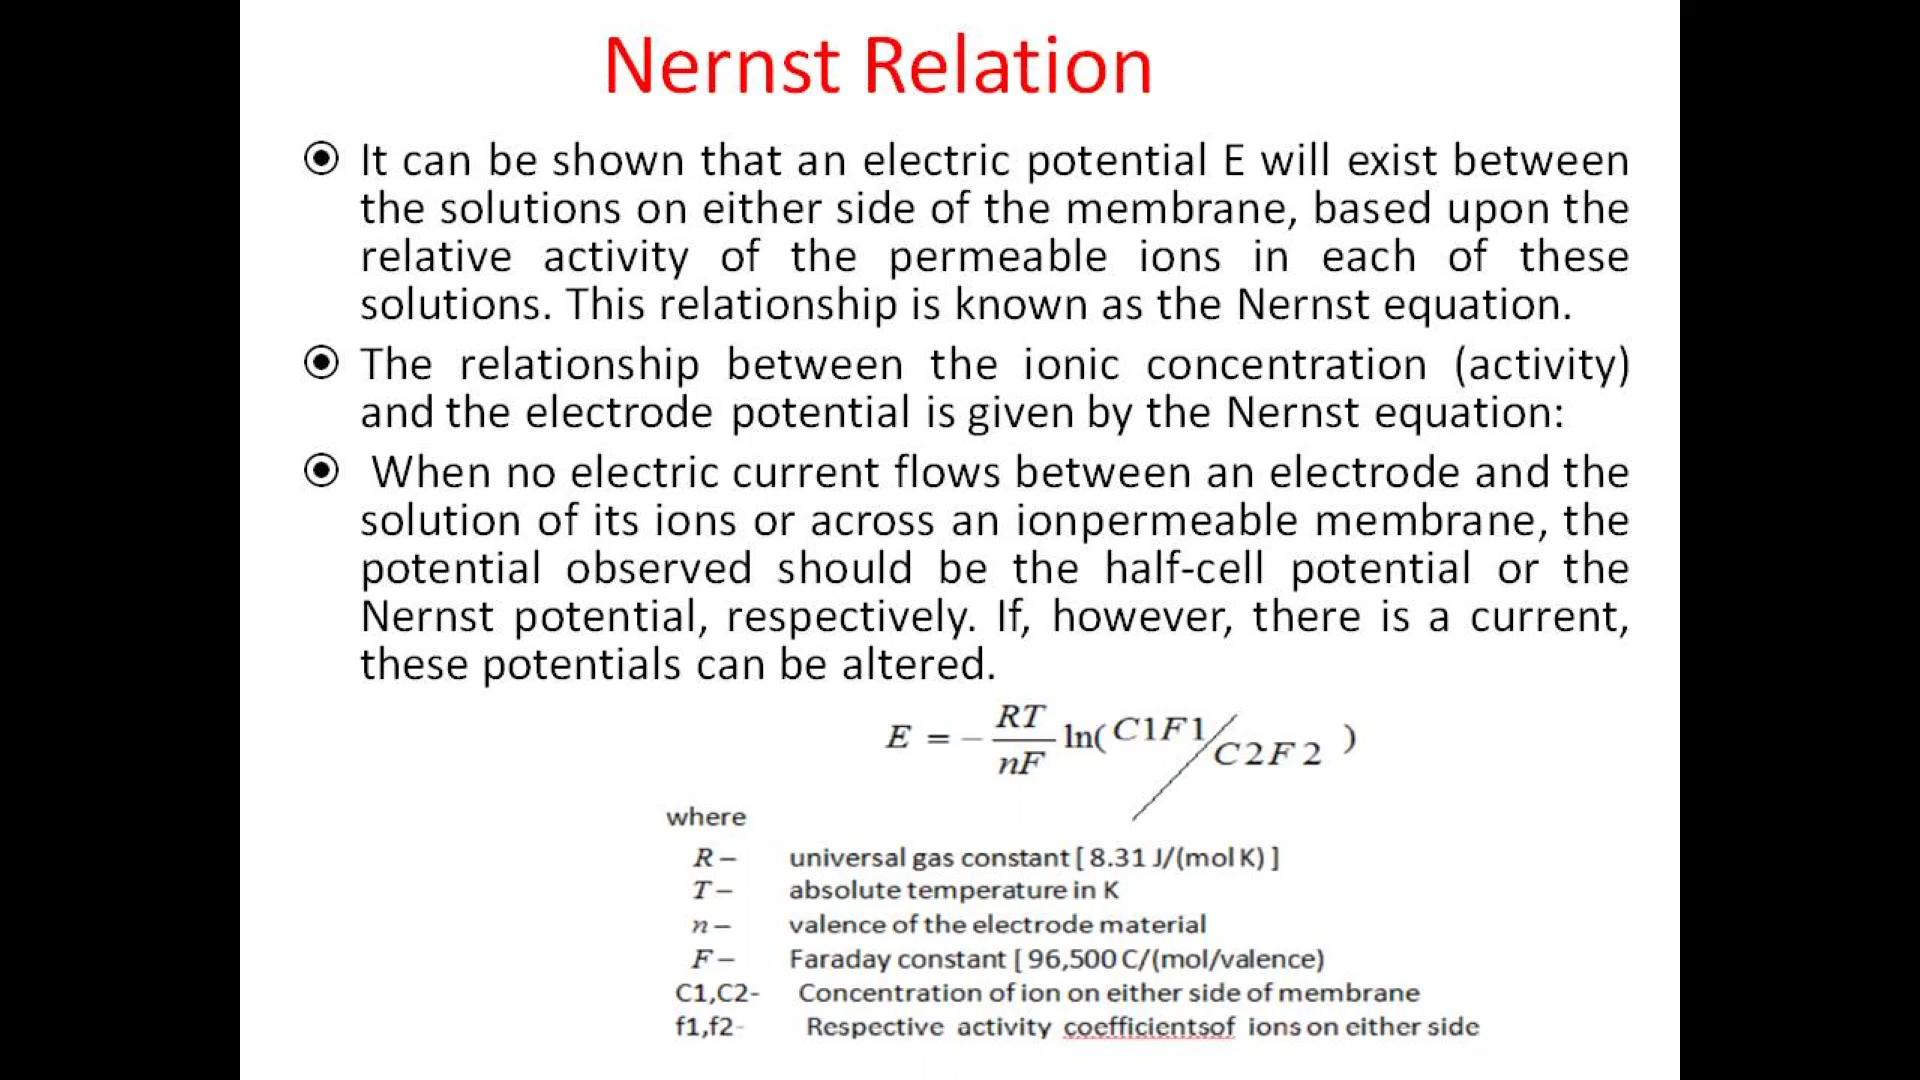 Nernst Relation
It can be shown that an electric potential E will exist between
the solutions on either side of the membrane, based upon the
relative activity of the permeable ions in each of these
solutions. This relationship is known as the Nernst equation.
The relationship between the ionic concentration (activity)
and the electrode potential is given by the Nernst equation:
When no electric current flows between an electrode and the
solution of its ions or across an ionpermeable membrane, the
potential observed should be the half-cell potential or the
Nernst potential, respectively. If, however, there is a current,
these potentials can be altered.
E = - RT/nF ln( C1F1/C2F2 )
where
R – universal gas constant [ 8.31 J/(mol K) ]
T – absolute temperature in K
n – valence of the electrode material
F – Faraday constant [ 96,500 C/(mol/valence)
C1,C2- Concentration of ion on either side of membrane
f1,f2- Respective activity coefficientsof ions on either side